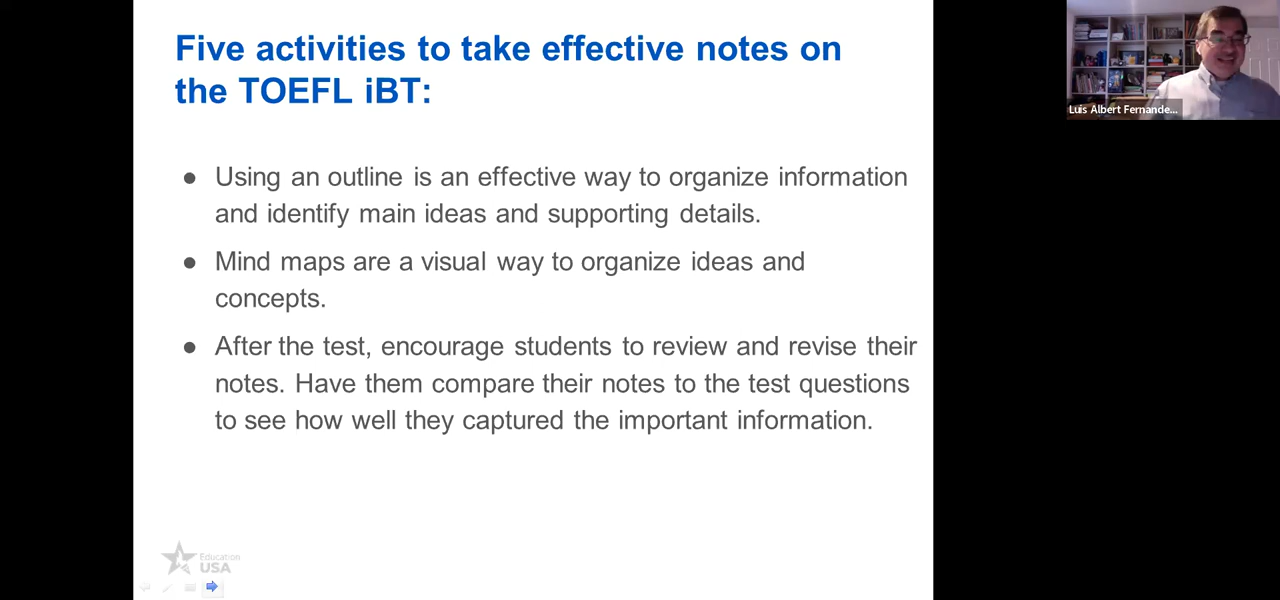 Five activities to take effective notes on
the TOEFL iBT:
● Using an outline is an effective way to organize information
and identify main ideas and supporting details.
● Mind maps are a visual way to organize ideas and
concepts.
● After the test, encourage students to review and revise their
notes. Have them compare their notes to the test questions
to see how well they captured the important information.
Education
USA
Luis Albert Fernande...